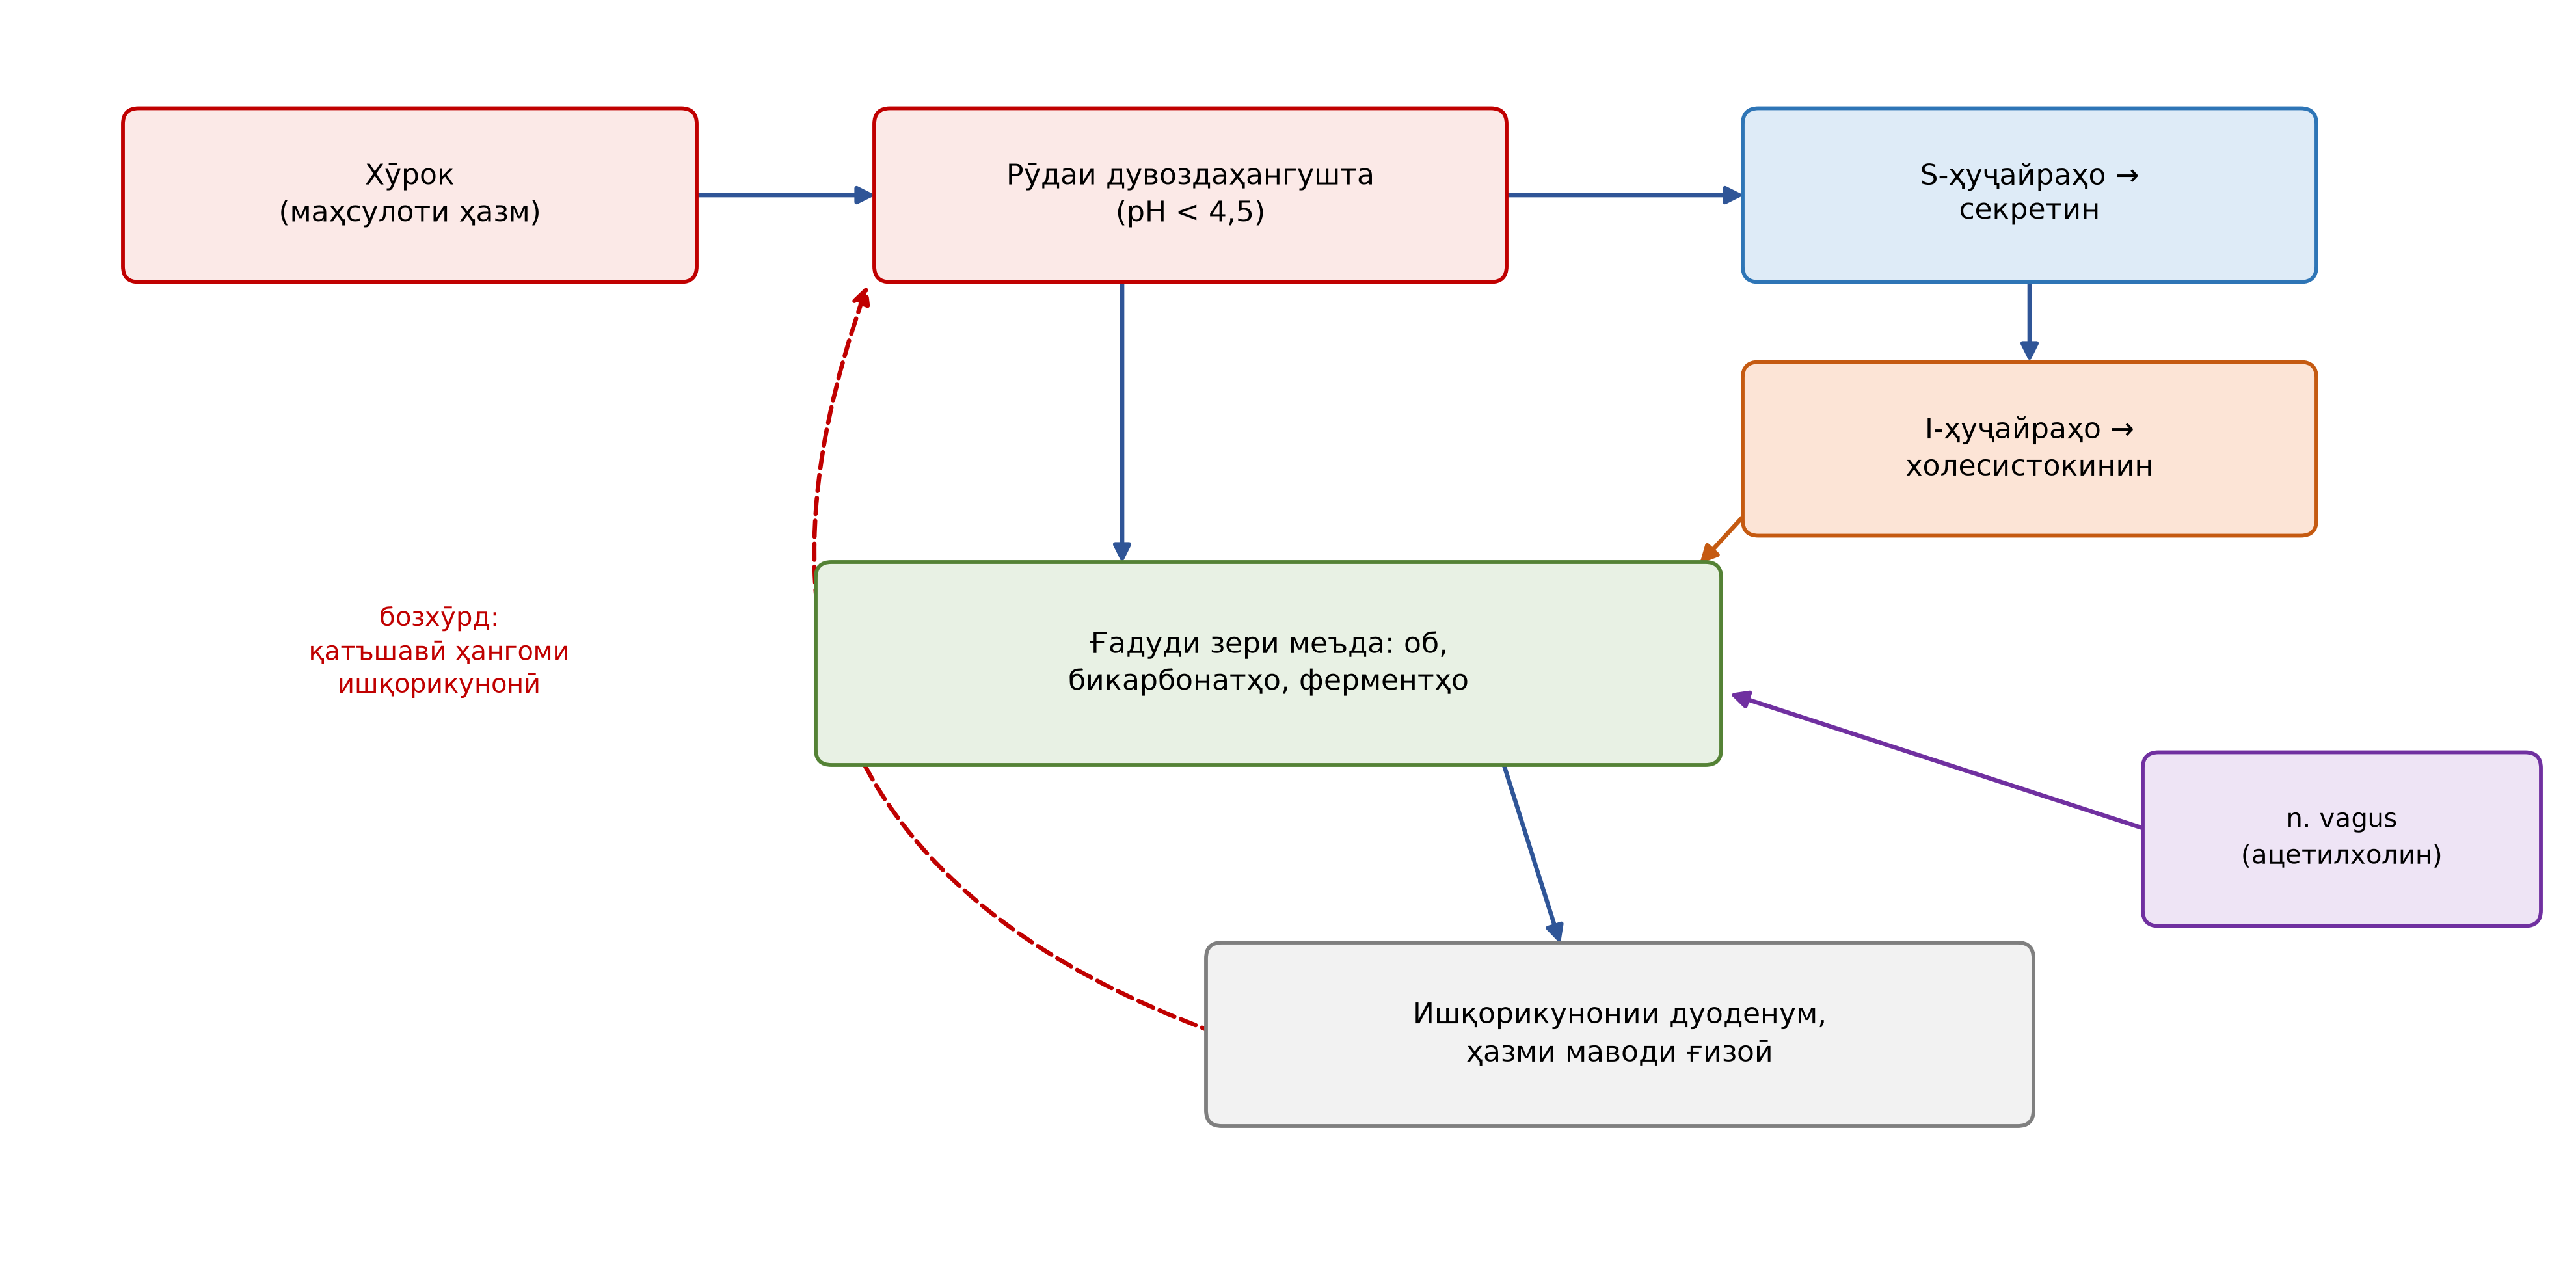 Хӯрок
(маҳсулоти ҳазм)
Рӯдаи дувоздаҳангушта
(pH < 4,5)
S-ҳуҷайраҳо →
секретин
I-ҳуҷайраҳо →
холесистокинин
бозхӯрд:
қатъшавӣ ҳангоми
ишқорикунонӣ
Ғадуди зери меъда: об,
бикарбонатҳо, ферментҳо
n. vagus
(ацетилхолин)
Ишқорикунонии дуоденум,
ҳазми маводи ғизоӣ